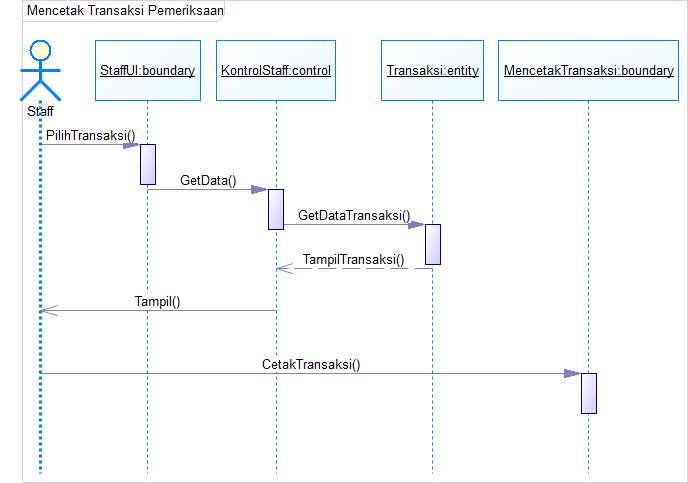 Mencetak Transaksi Pemeriksaan
StaffUI:boundary
KontrolStaff:control
Transaksi:entity
MencetakTransaksi:boundary
Staff
PilihTransaksi()
GetData()
GetDataTransaksi()
TampilTransaksi()
Tampil()
CetakTransaksi()